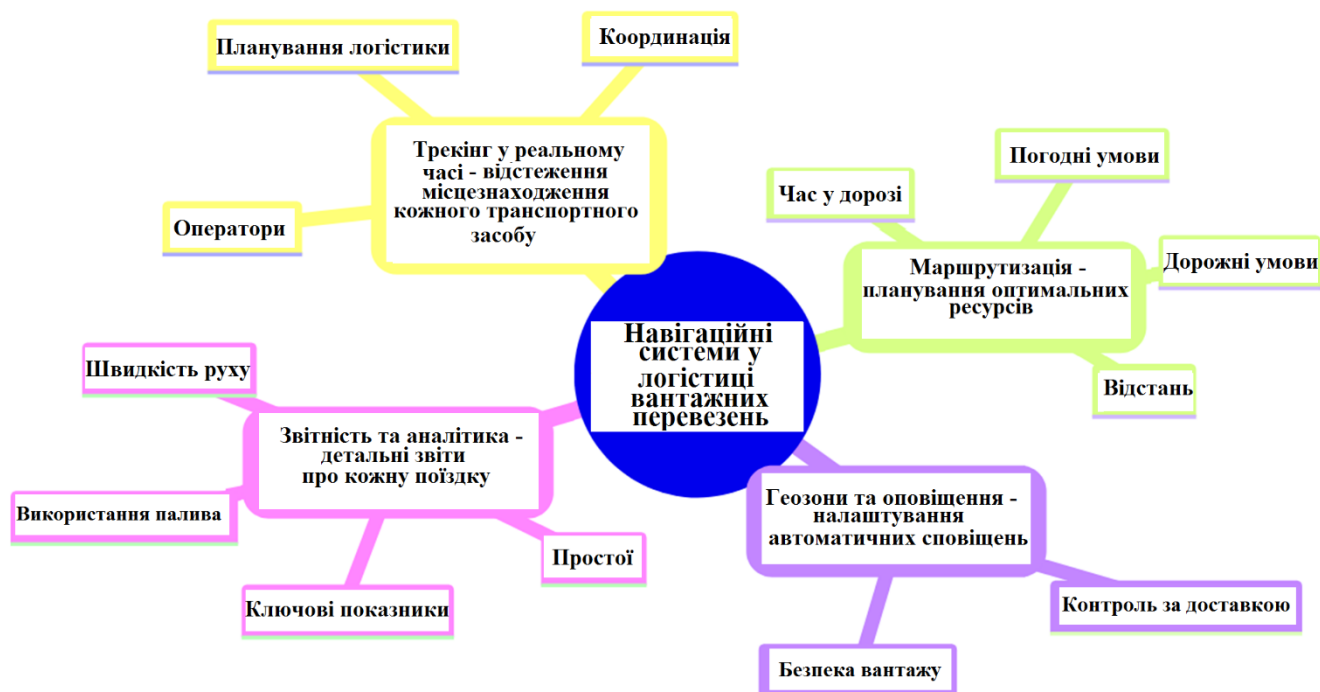 Планування логістики
Координація
Трекінг у реальному
часі - відстеження
місцезнаходження
кожного транспортного
засобу
Оператори
Погодні умови
Час у дорозі
Дорожні умови
Маршрутизація -
планування оптимальних
ресурсів
Відстань
Навігаційні
системи у
логістиці
вантажних
перевезень
Швидкість руху
Звітність та аналітика -
детальні звіти
про кожну поїздку
Використання палива
Простої
Ключові показники
Геозони та оповіщення -
налаштування
автоматичних сповіщень
Контроль за доставкою
Безпека вантажу